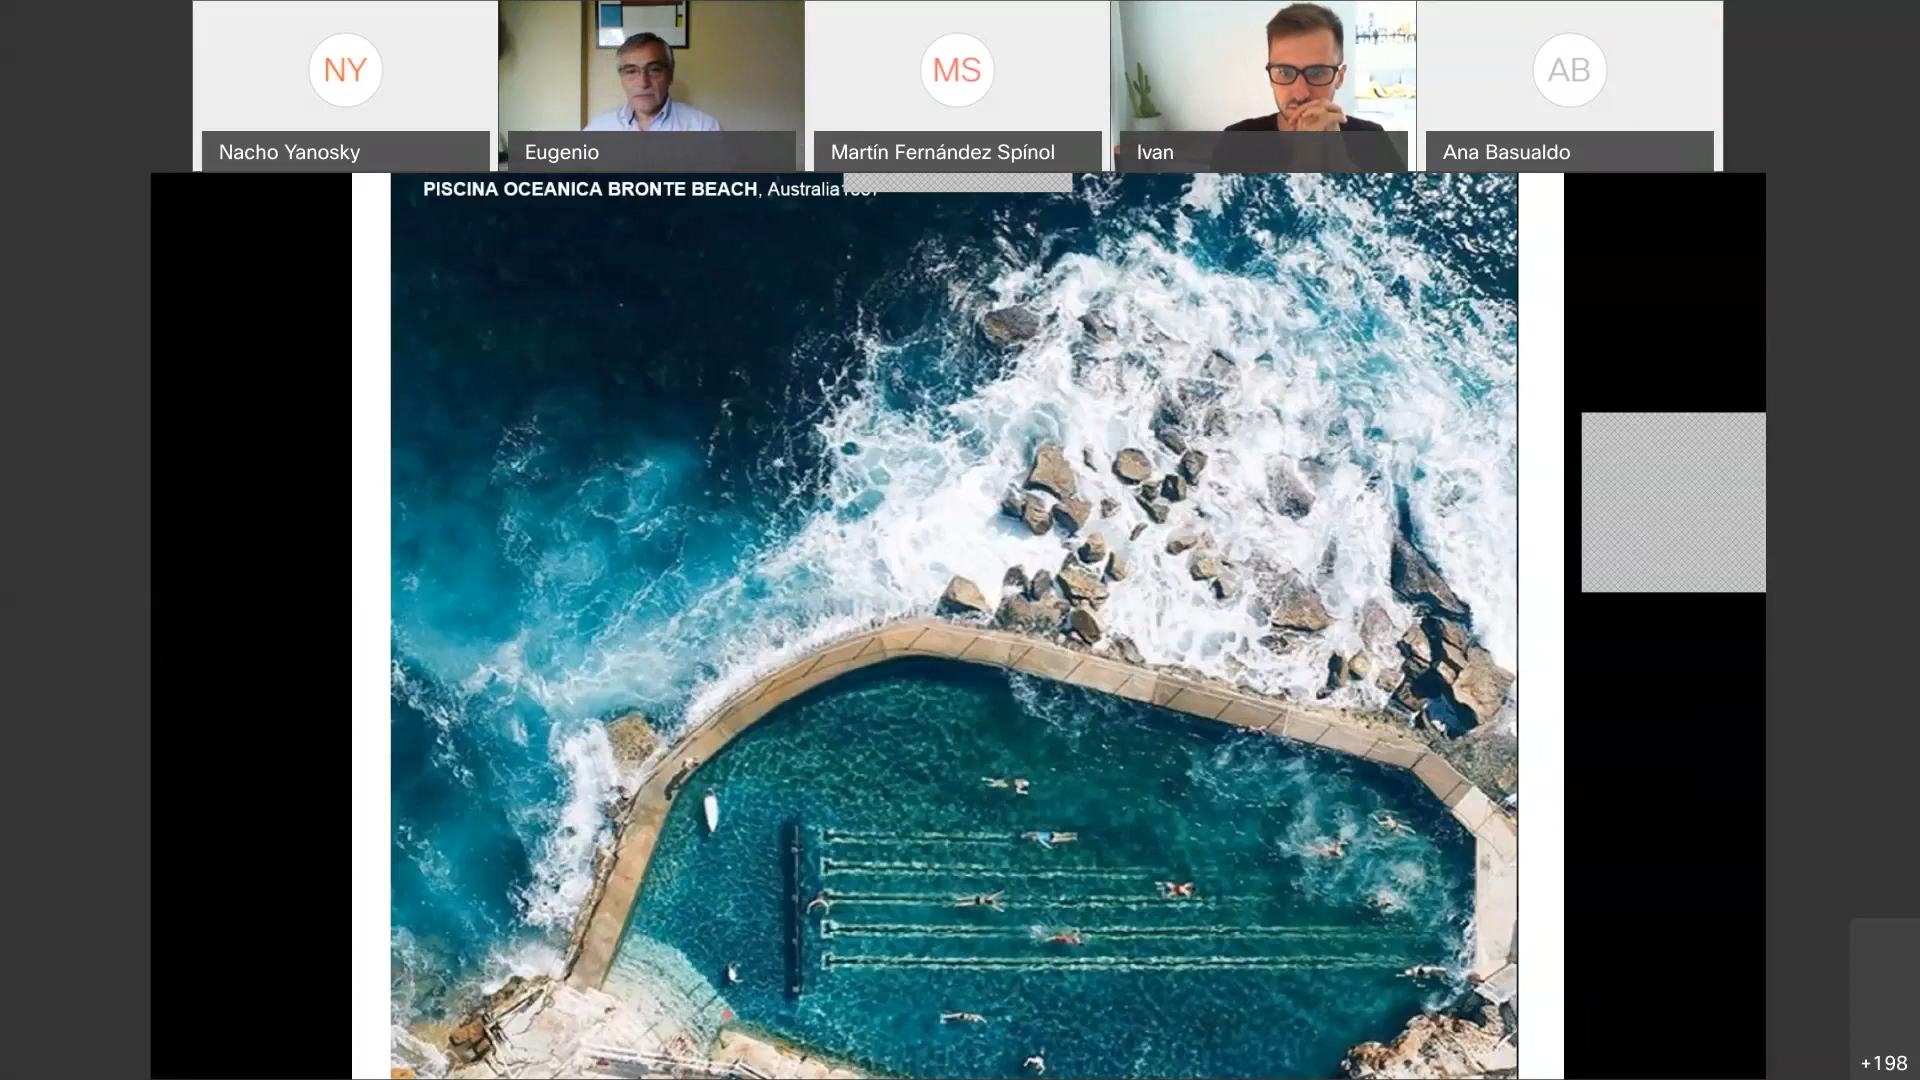 NY
MS
AB
Nacho Yanosky
Eugenio
Martín Fernández Spínol
Ivan
Ana Basualdo
PISCINA OCEANICA BRONTE BEACH, Australia
+198